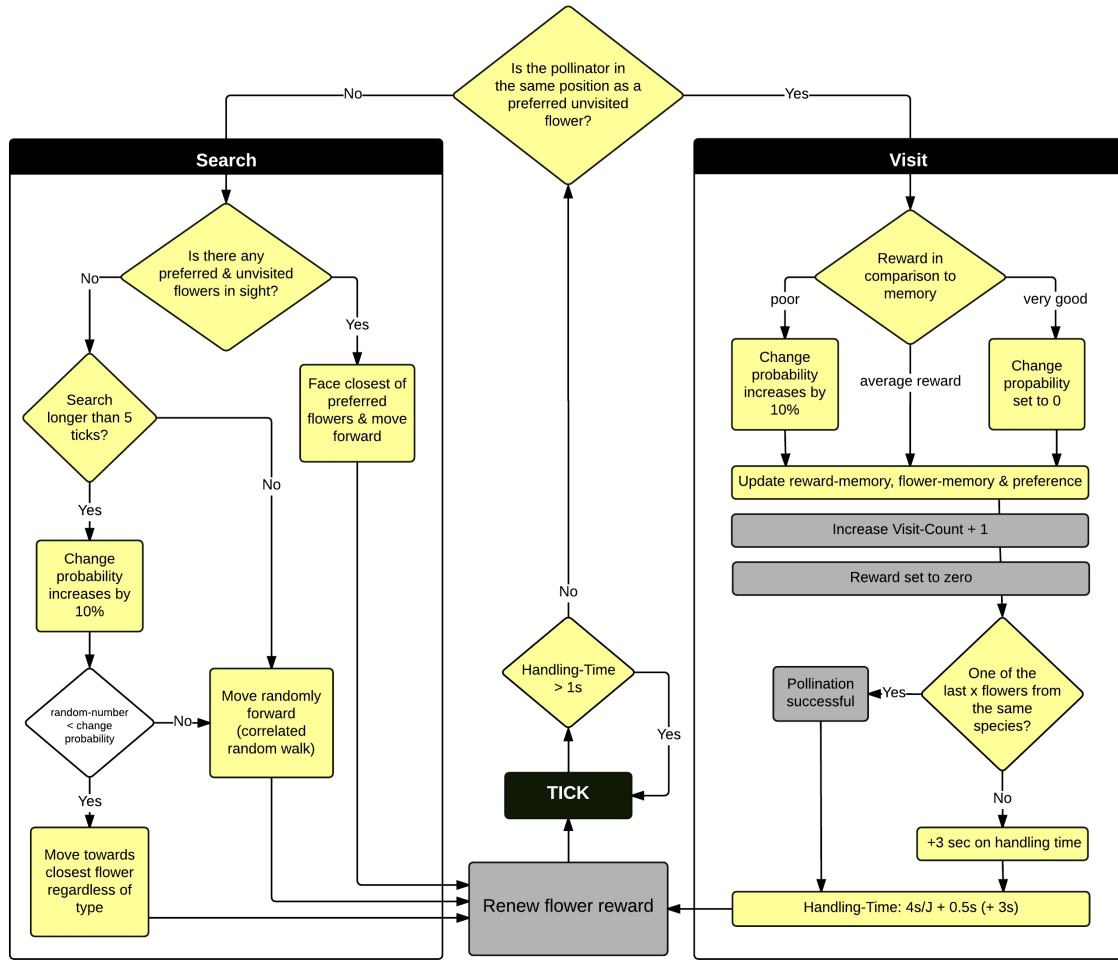 Is the pollinator in
the same position as a
preferred unvisited
flower?
No
Yes
Search
Is there any
preferred & unvisited
flowers in sight?
No
Yes
Search
longer than 5
ticks?
Face closest of
preferred
flowers & move
forward
No
Yes
Change
probability
increases by
10%
random-number
< change
probability
No
Move randomly
forward
(correlated
random walk)
Yes
Move towards
closest flower
regardless of
type
No
Handling-Time
> 1s
Yes
TICK
Renew flower reward
Visit
Reward in
comparison to
memory
poor
very good
average reward
Change
probability
increases by
10%
Change
propability
set to 0
Update reward-memory, flower-memory & preference
Increase Visit-Count + 1
Reward set to zero
One of the
last x flowers from
the same
species?
Yes
Pollination
successful
No
+3 sec on handling time
Handling-Time: 4s/J + 0.5s (+ 3s)